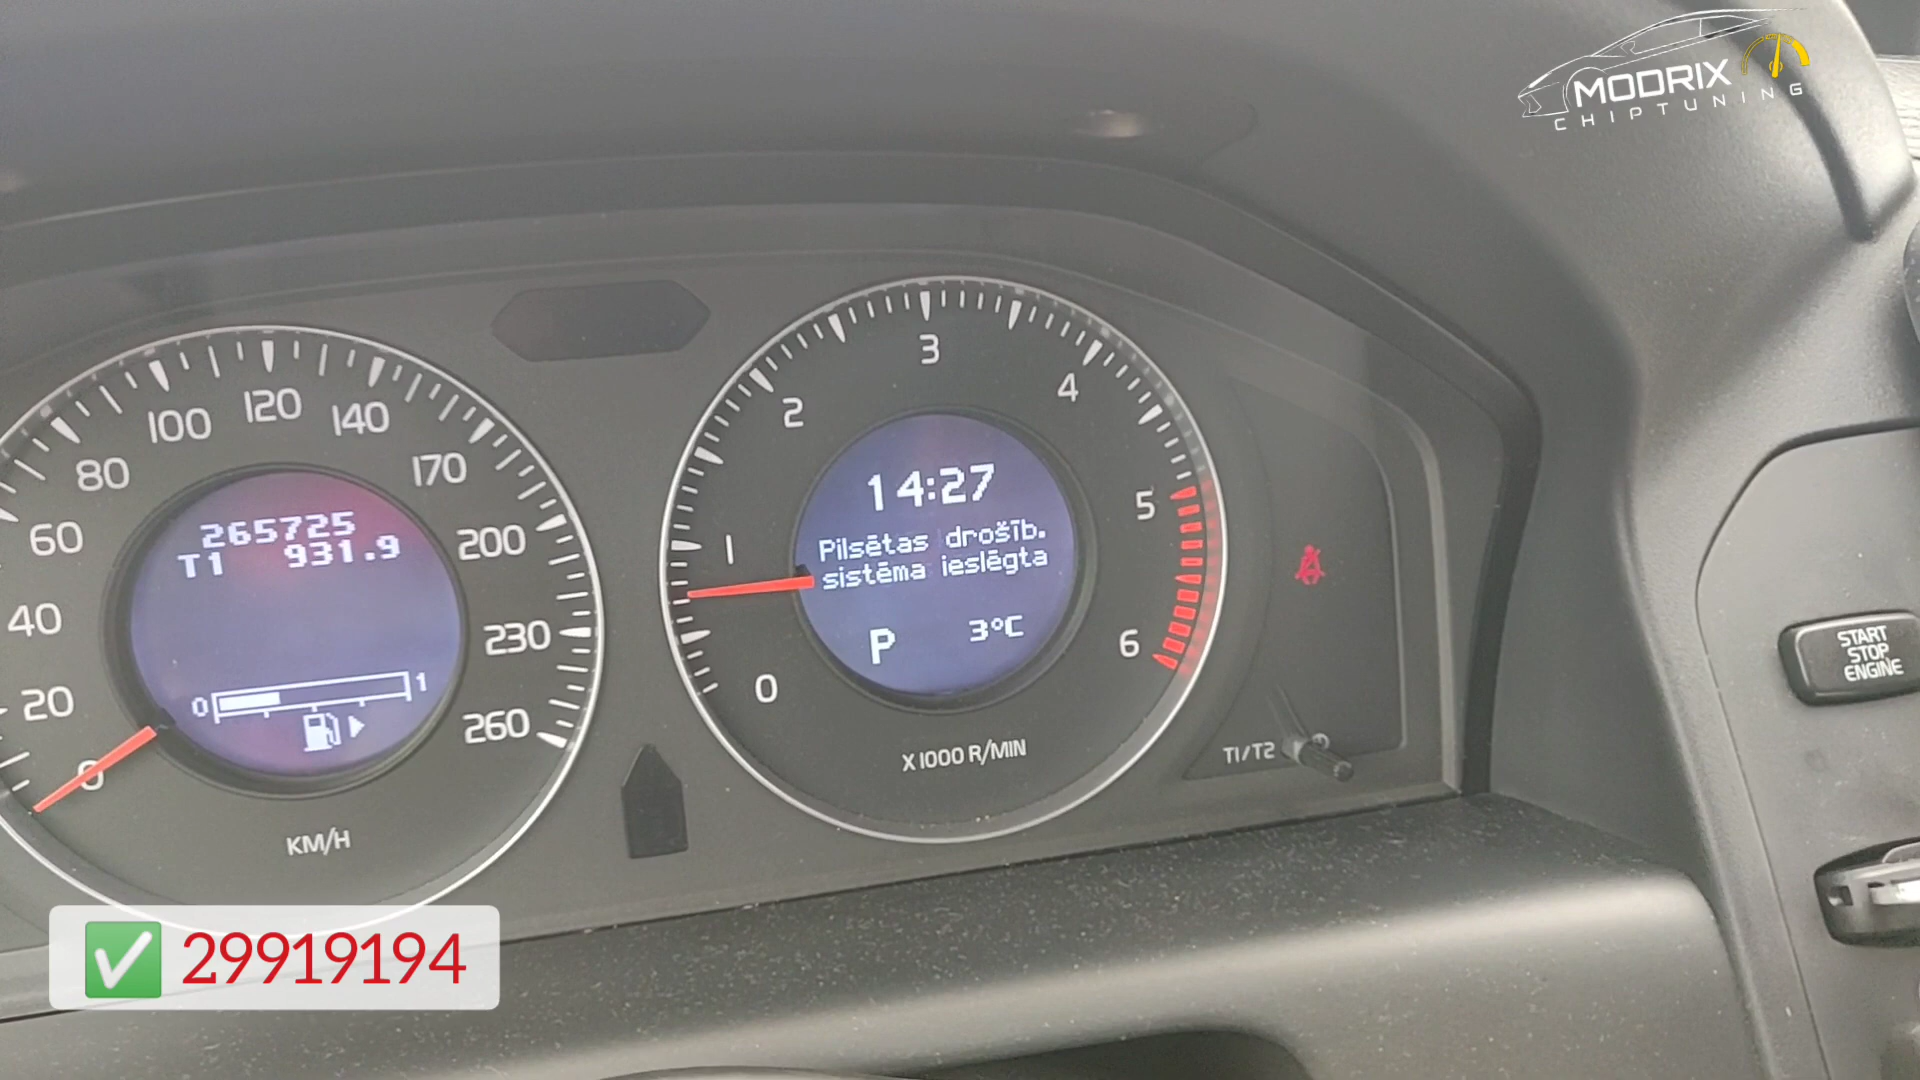 MODRIX
CHIPTUNING
0
20
40
60
80
100
120
140
170
200
230
260
KM/H
265725
T1 931.9
0 1
0
1
2
3
4
5
6
X1000 R/MIN
14:27
Pilsētas drošīb.
sistēma ieslēgta
P 3°C
T1/T2
START
STOP
ENGINE
✅ 29919194